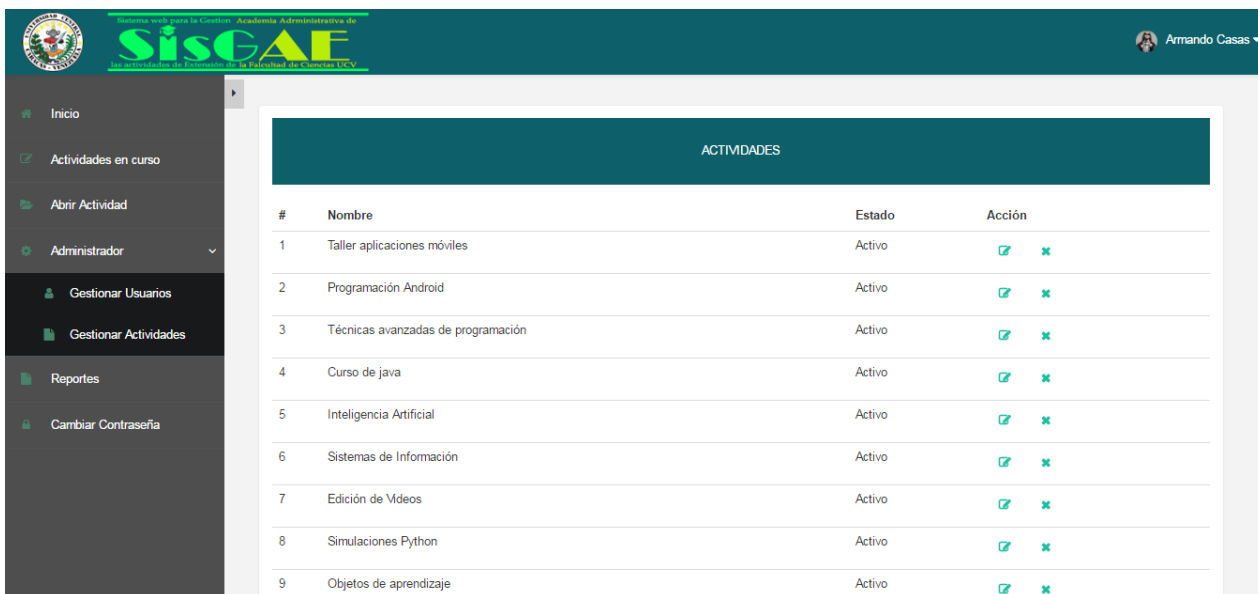 Sistema web para la Gestion Academia Administrativa de
SisGAE
las actividades de Extensión de la Falcultad de Ciencias UCV
Armando Casas
Inicio
Actividades en curso
Abrir Actividad
Administrador
Gestionar Usuarios
Gestionar Actividades
Reportes
Cambiar Contraseña
ACTIVIDADES
# Nombre Estado Acción
1 Taller aplicaciones móviles Activo
2 Programación Android Activo
3 Técnicas avanzadas de programación Activo
4 Curso de java Activo
5 Inteligencia Artificial Activo
6 Sistemas de Información Activo
7 Edición de Videos Activo
8 Simulaciones Python Activo
9 Objetos de aprendizaje Activo